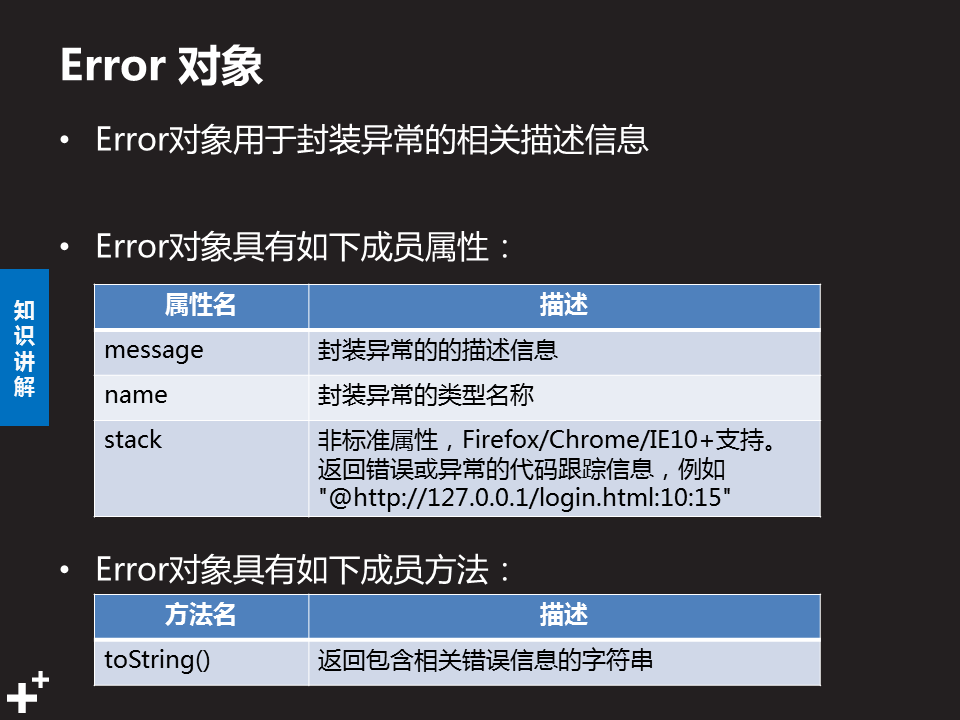 Error 对象
• Error对象用于封装异常的相关描述信息
• Error对象具有如下成员属性：
知识讲解
属性名 描述
message 封装异常的的描述信息
name 封装异常的类型名称
stack 非标准属性，Firefox/Chrome/IE10+支持。
返回错误或异常的代码跟踪信息，例如
"@http://127.0.0.1/login.html:10:15"
• Error对象具有如下成员方法：
方法名 描述
toString() 返回包含相关错误信息的字符串